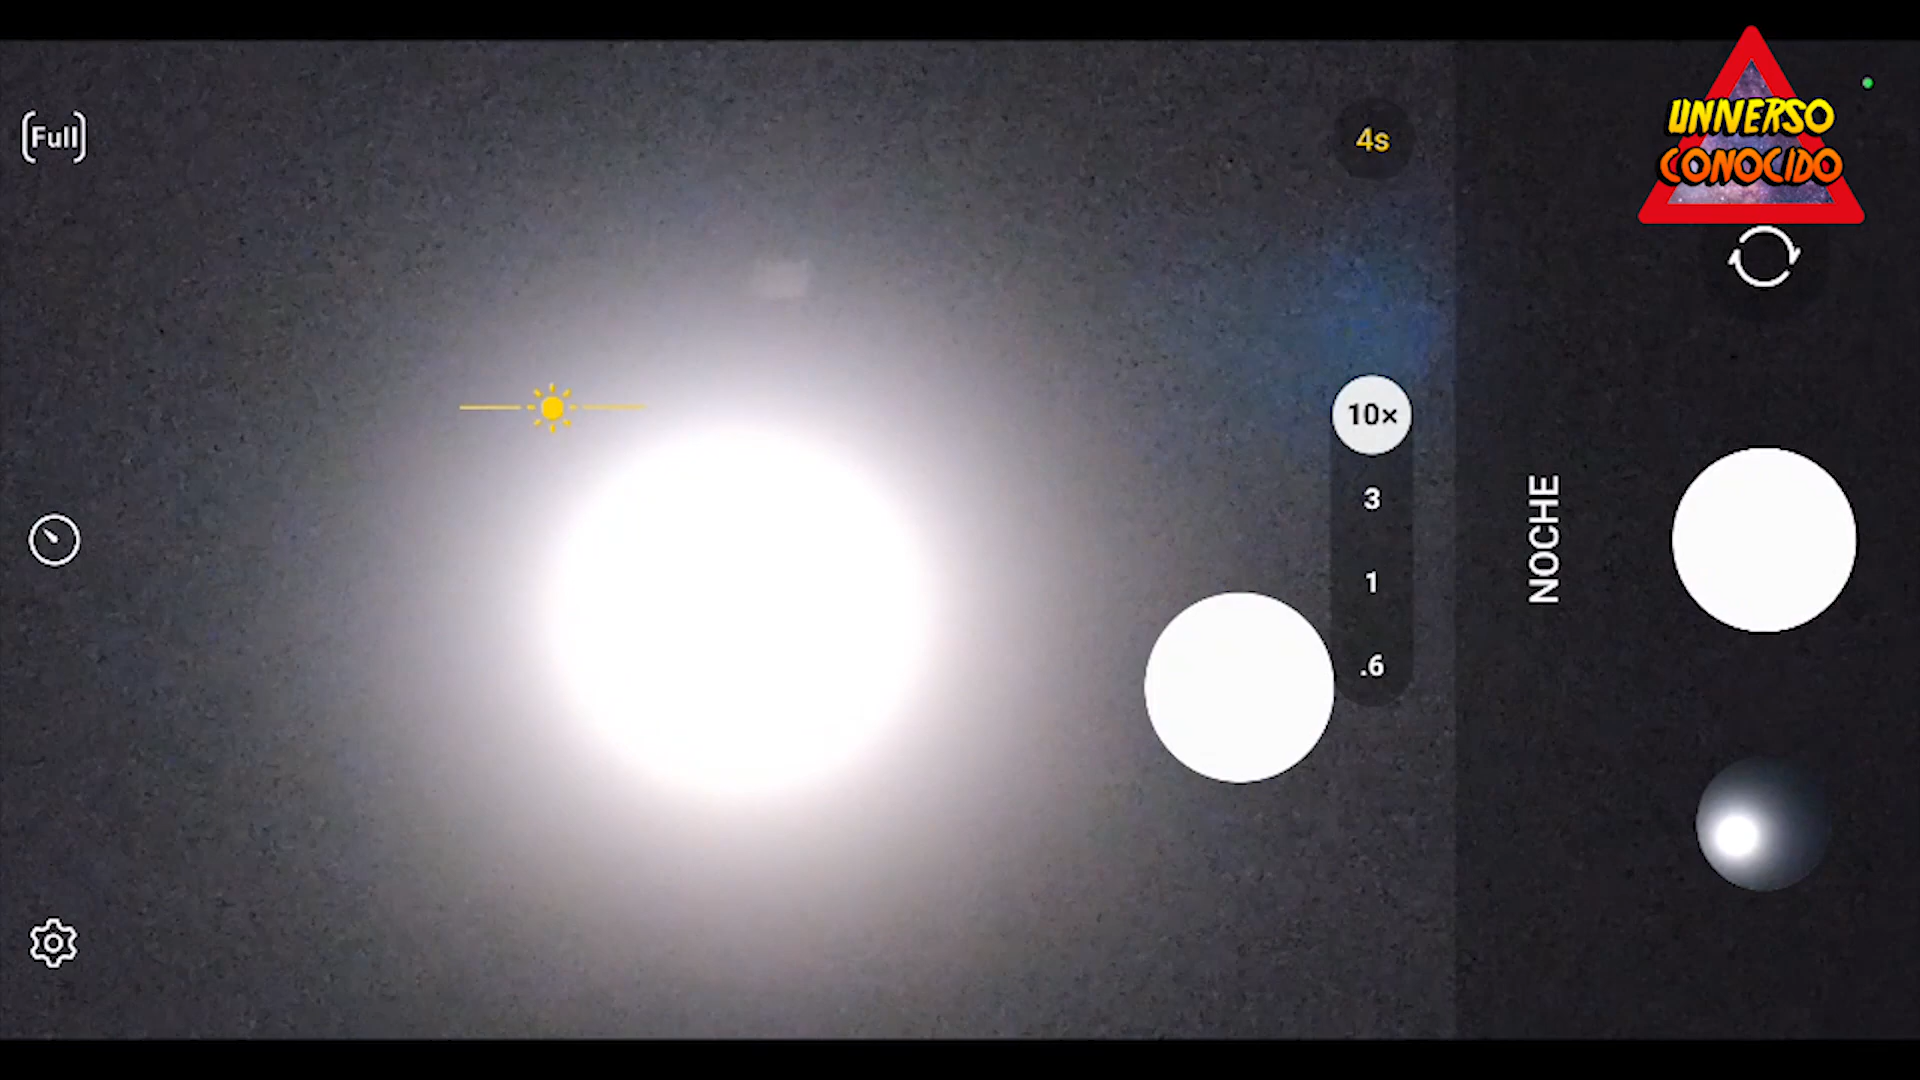 [Full]
4s
UNIVERSO
CONOCIDO
10×
3
1
.6
NOCHE